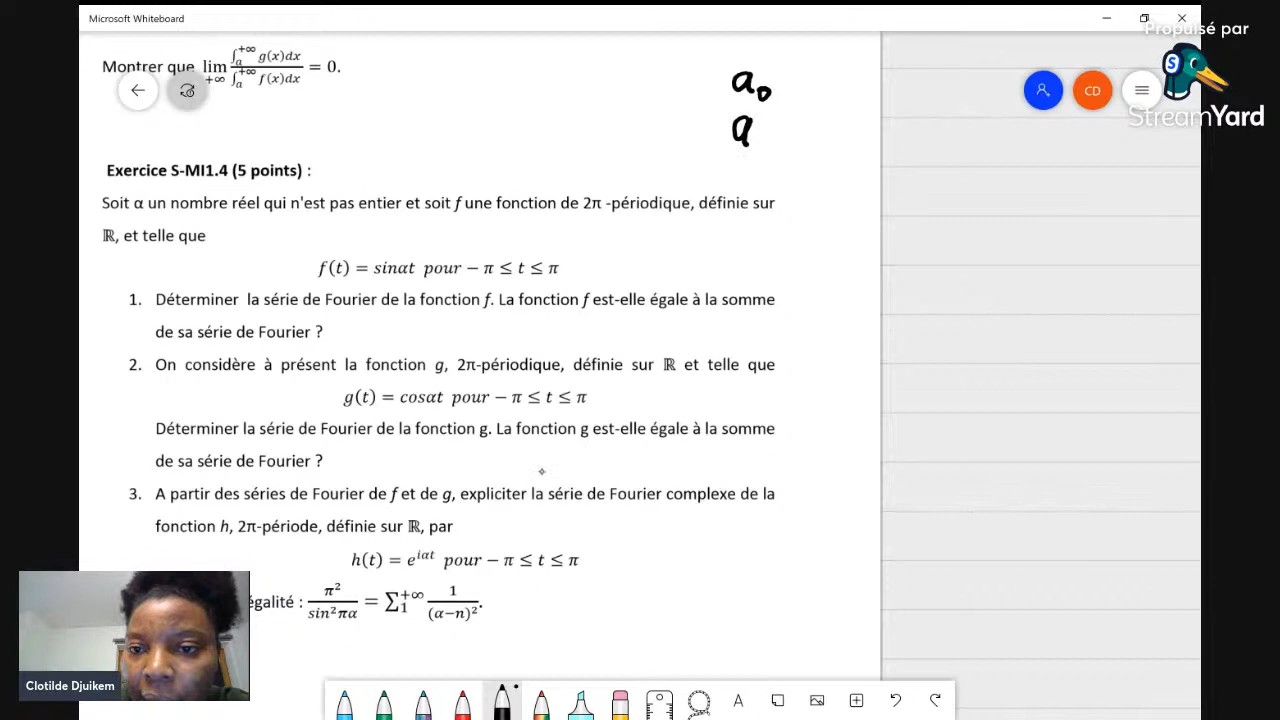 Microsoft Whiteboard
Propulsé par
StreamYard
CD
Montrer que lim +∞ ∫ₐ⁺∞ g(x)dx / ∫ₐ⁺∞ f(x)dx = 0.
a₀
a
Exercice S-MI1.4 (5 points) :
Soit α un nombre réel qui n'est pas entier et soit f une fonction de 2π -périodique, définie sur
ℝ, et telle que
f(t) = sinαt pour − π ≤ t ≤ π
1. Déterminer la série de Fourier de la fonction f. La fonction f est-elle égale à la somme
de sa série de Fourier ?
2. On considère à présent la fonction g, 2π-périodique, définie sur ℝ et telle que
g(t) = cosαt pour − π ≤ t ≤ π
Déterminer la série de Fourier de la fonction g. La fonction g est-elle égale à la somme
de sa série de Fourier ?
3. A partir des séries de Fourier de f et de g, expliciter la série de Fourier complexe de la
fonction h, 2π-période, définie sur ℝ, par
h(t) = e^{iαt} pour − π ≤ t ≤ π
égalité : π²/sin²πα = ∑₁⁺∞ 1/(α−n)².
Clotilde Djuikem